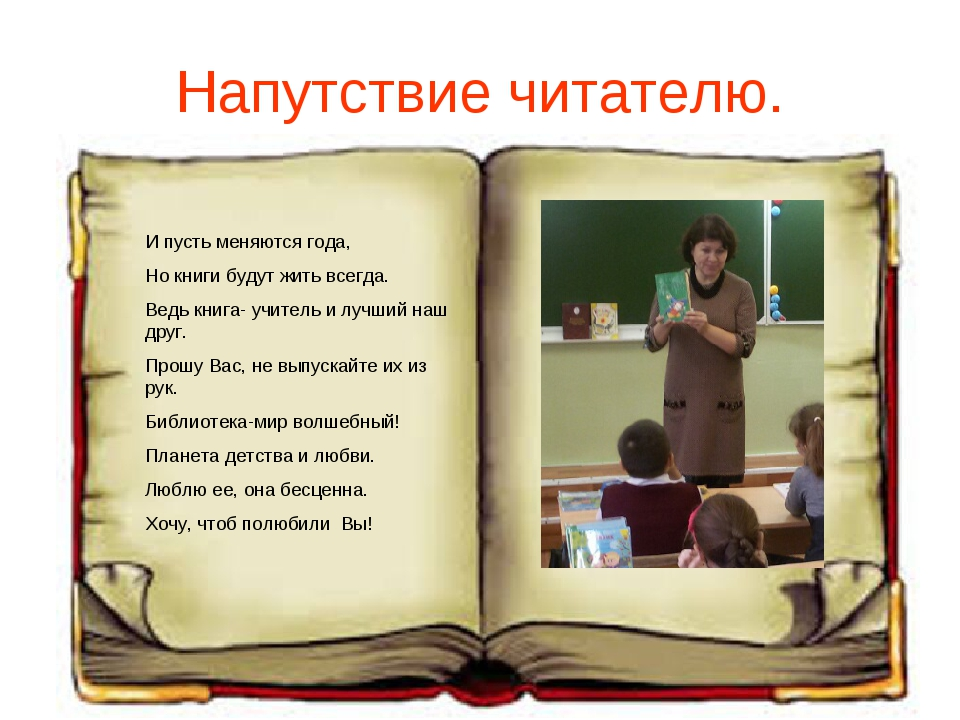 Напутствие читателю.
И пусть меняются года,
Но книги будут жить всегда.
Ведь книга- учитель и лучший наш
друг.
Прошу Вас, не выпускайте их из
рук.
Библиотека-мир волшебный!
Планета детства и любви.
Люблю ее, она бесценна.
Хочу, чтоб полюбили  Вы!